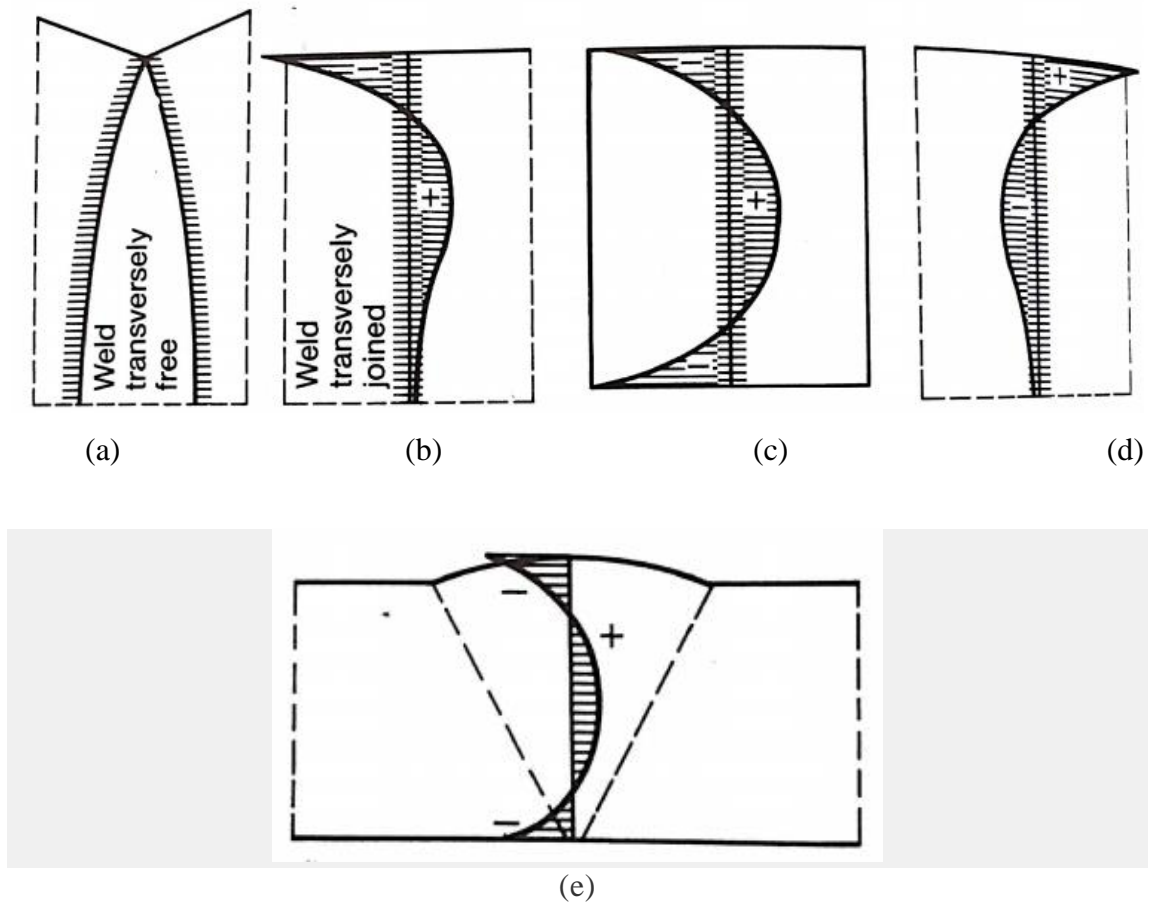 Weld
transversely
free
Weld
transversely
joined
−
+
−
+
−
+
−
(a)
(b)
(c)
(d)
−
+
−
(e)